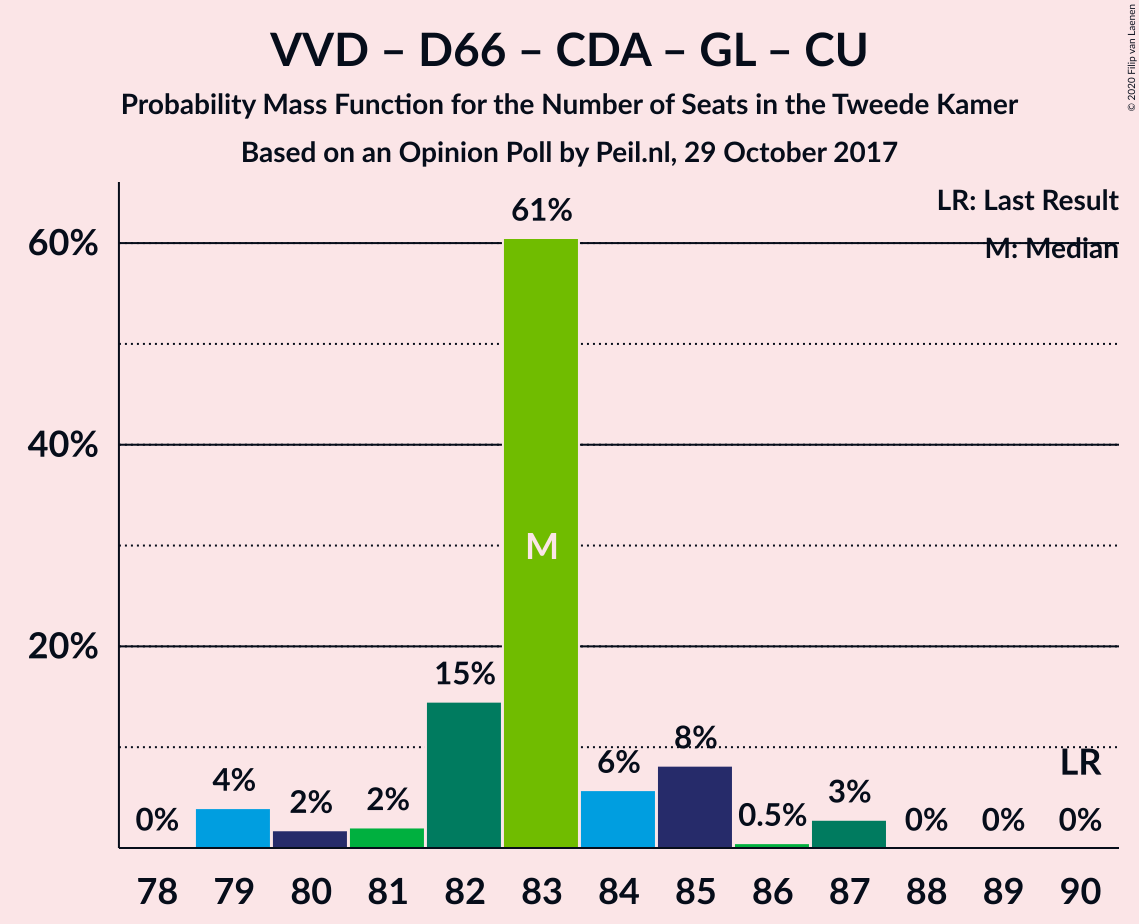 VVD – D66 – CDA – GL – CU
Probability Mass Function for the Number of Seats in the Tweede Kamer
Based on an Opinion Poll by Peil.nl, 29 October 2017
© 2020 Filip van Laenen
LR: Last Result
M: Median
60%
40%
20%
0%
4%
2%
2%
15%
61%
M
6%
8%
0.5%
3%
0%
0%
LR
0%
78 79 80 81 82 83 84 85 86 87 88 89 90